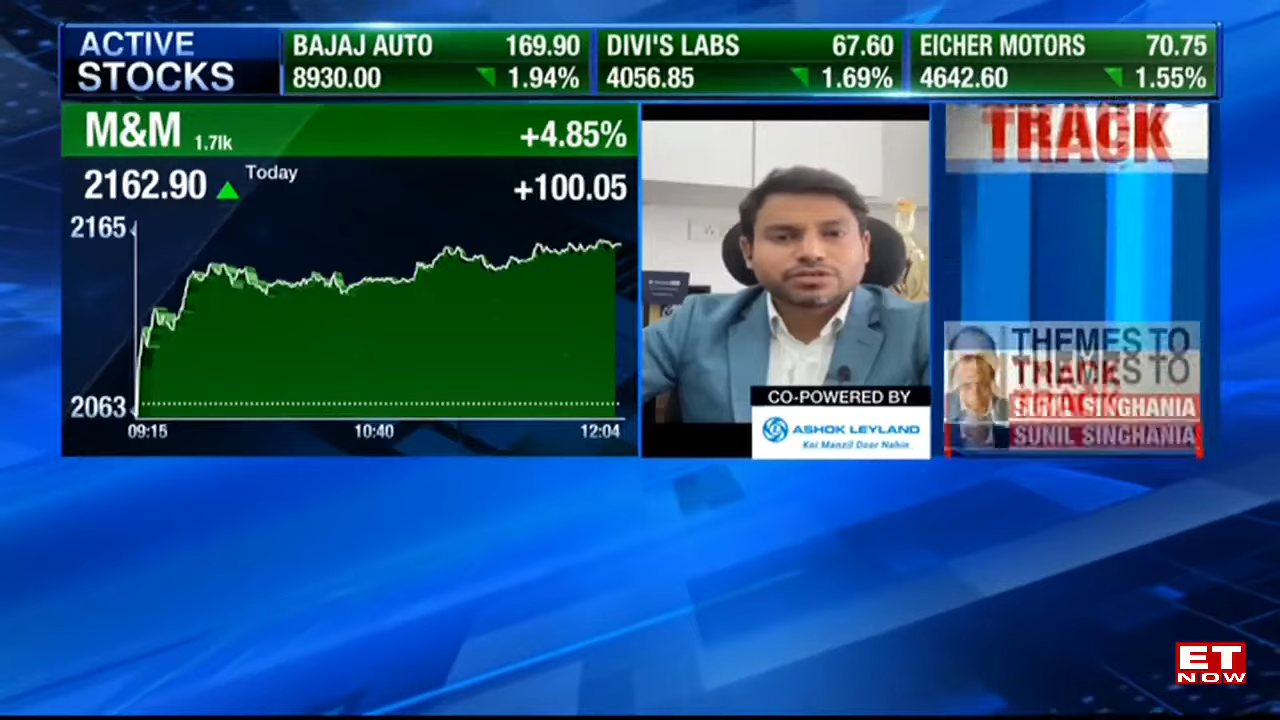 ACTIVE
STOCKS
BAJAJ AUTO 169.90
8930.00 1.94%
DIVI'S LABS 67.60
4056.85 1.69%
EICHER MOTORS 70.75
4642.60 1.55%
M&M 1.7lk +4.85%
2162.90 Today +100.05
2165
2063
09:15 10:40 12:04
CO-POWERED BY
ASHOK LEYLAND
Koi Manzil Door Nahin
TRACK
THEMES TO
TRACK
SUNIL SINGHANIA
SUNIL SINGHANIA
ET
NOW